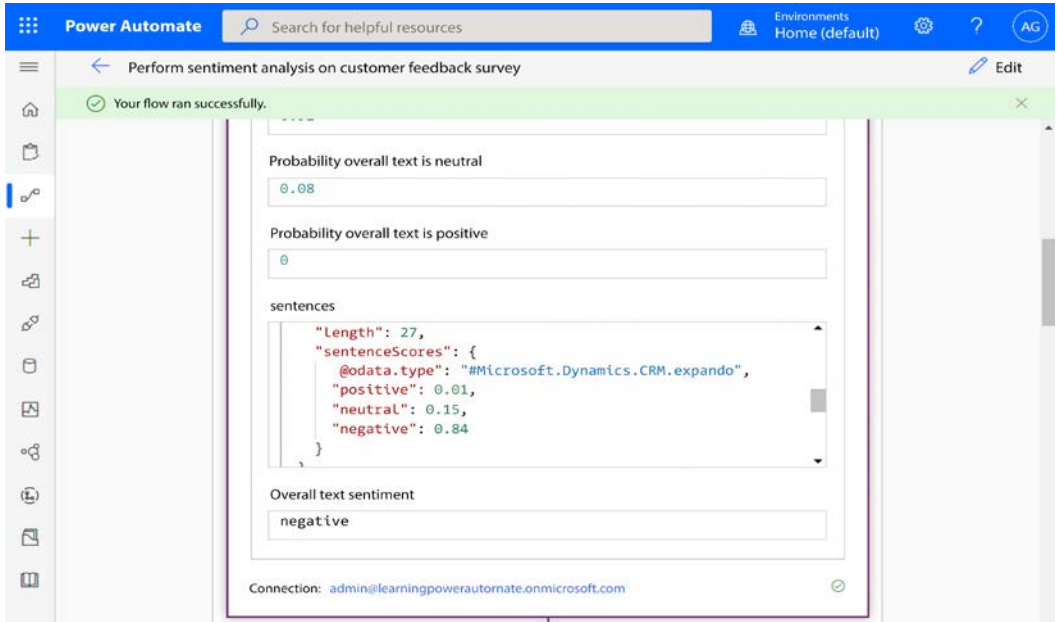 Power Automate
Search for helpful resources
Environments
Home (default)
?
AG
Perform sentiment analysis on customer feedback survey
Edit
Your flow ran successfully.
Probability overall text is neutral
0.08
Probability overall text is positive
0
sentences
"Length": 27,
"sentenceScores": {
@odata.type": "#Microsoft.Dynamics.CRM.expando",
"positive": 0.01,
"neutral": 0.15,
"negative": 0.84
}
Overall text sentiment
negative
Connection: admin@learningpowerautomate.onmicrosoft.com